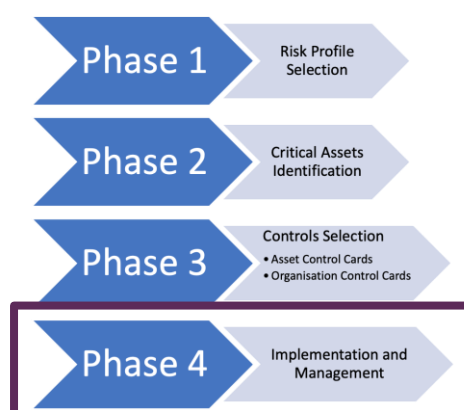 Phase 1
Risk Profile
Selection
Phase 2
Critical Assets
Identification
Phase 3
Controls Selection
• Asset Control Cards
• Organisation Control Cards
Phase 4
Implementation and
Management